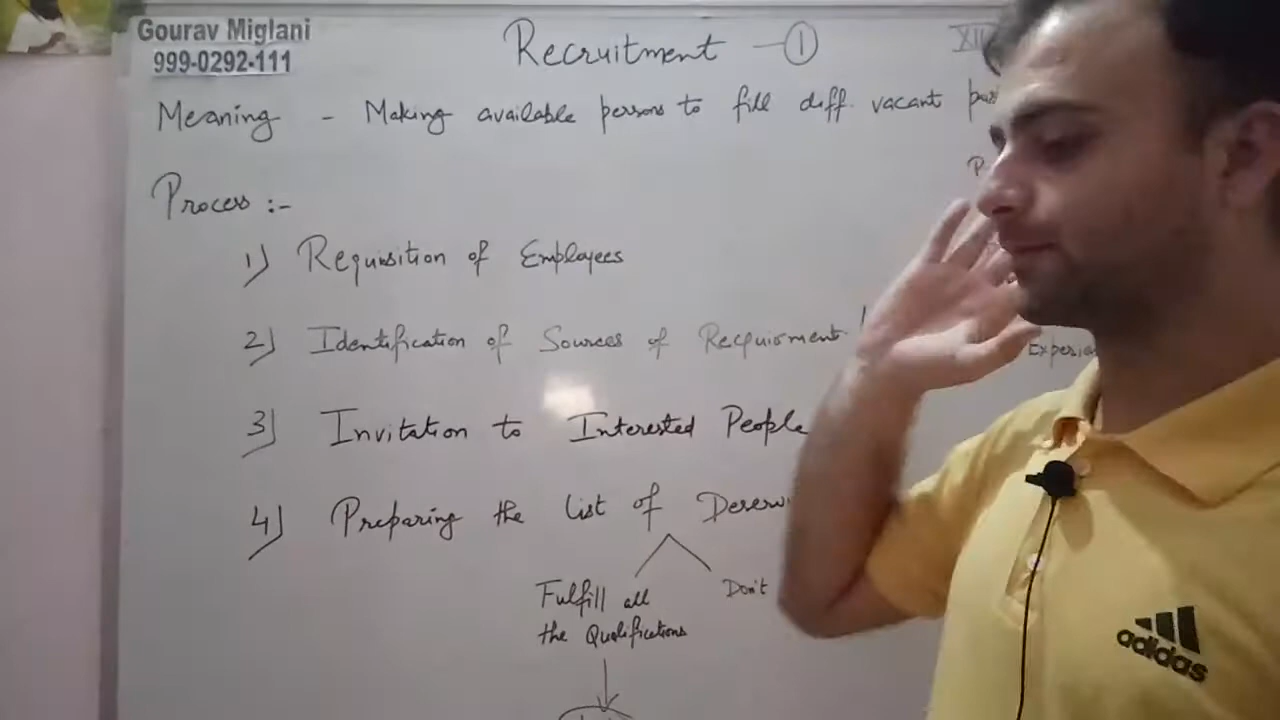 Gourav Miglani
999-0292-111
Recruitment - ①
XII
Meaning - Making available persons to fill diff. vacant
Process :-
1) Requisition of Employees
2) Identification of Sources of Recquirment
3) Invitation to Interested People
4) Preparing the List of
Fulfill all
the Qualifications
Don't
adidas